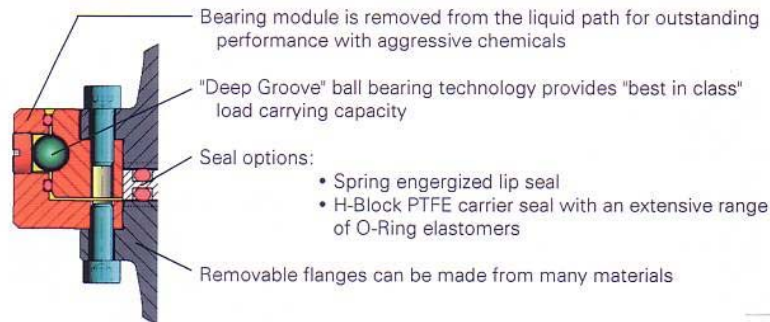 Bearing module is removed from the liquid path for outstanding
performance with aggressive chemicals
"Deep Groove" ball bearing technology provides "best in class"
load carrying capacity
Seal options:
• Spring engergized lip seal
• H-Block PTFE carrier seal with an extensive range
of O-Ring elastomers
Removable flanges can be made from many materials